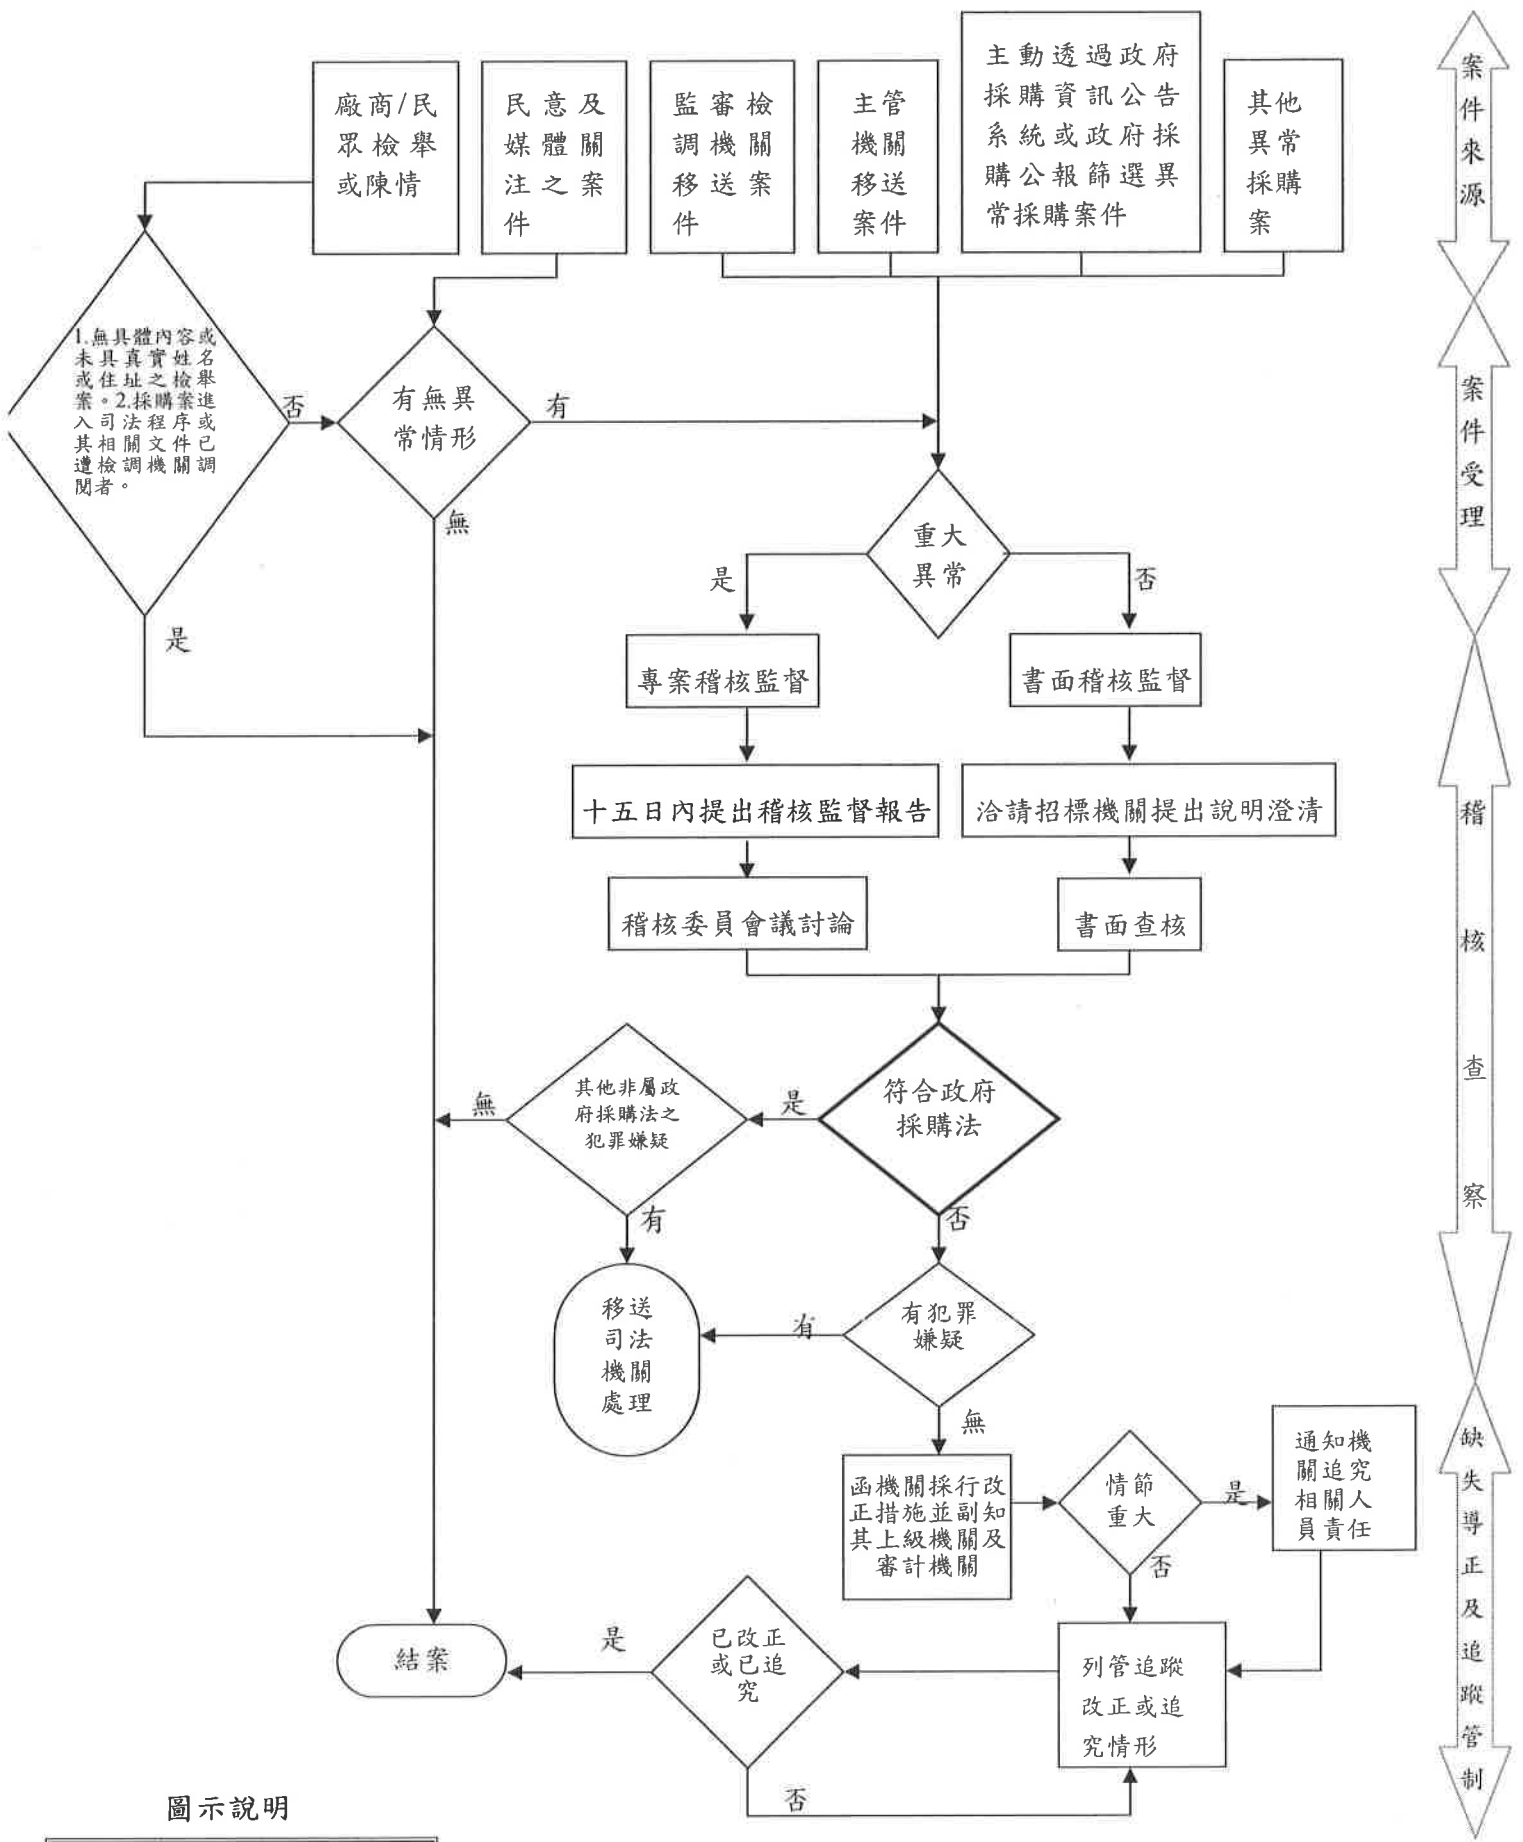 廠商/民
眾檢舉
或陳情
民意及
媒體關
注之案
件
監審檢
調機關
移送案
件
主管
機關
移送
案件
主動透過政府
採購資訊公告
系統或政府採
購公報篩選異
常採購案件
其他
異常
採購
案
案件來源
1.無具體內容或
未具真實姓名
或住址之檢舉
案。2.採購案進
入司法程序或
其相關文件已
遭檢調機關調
閱者。
否
是
有無異
常情形
有
無
案件受理
重大
異常
是
否
專案稽核監督
書面稽核監督
十五日內提出稽核監督報告
洽請招標機關提出說明澄清
稽核委員會議討論
書面查核
稽核查察
符合政府
採購法
是
否
其他非屬政
府採購法之
犯罪嫌疑
無
有
移送
司法
機關
處理
有犯罪
嫌疑
有
無
函機關採行改
正措施並副知
其上級機關及
審計機關
情節
重大
是
否
通知機
關追究
相關人
員責任
缺失導正及追蹤管制
列管追蹤
改正或追
究情形
已改正
或已追
究
是
否
結案
圖示說明